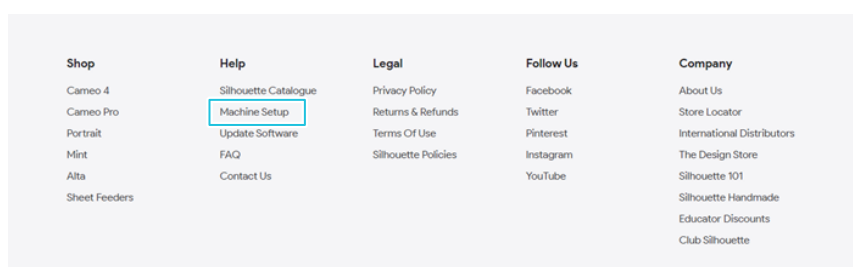 Shop
Cameo 4
Cameo Pro
Portrait
Mint
Alta
Sheet Feeders
Help
Silhouette Catalogue
Machine Setup
Update Software
FAQ
Contact Us
Legal
Privacy Policy
Returns & Refunds
Terms Of Use
Silhouette Policies
Follow Us
Facebook
Twitter
Pinterest
Instagram
YouTube
Company
About Us
Store Locator
International Distributors
The Design Store
Silhouette 101
Silhouette Handmade
Educator Discounts
Club Silhouette